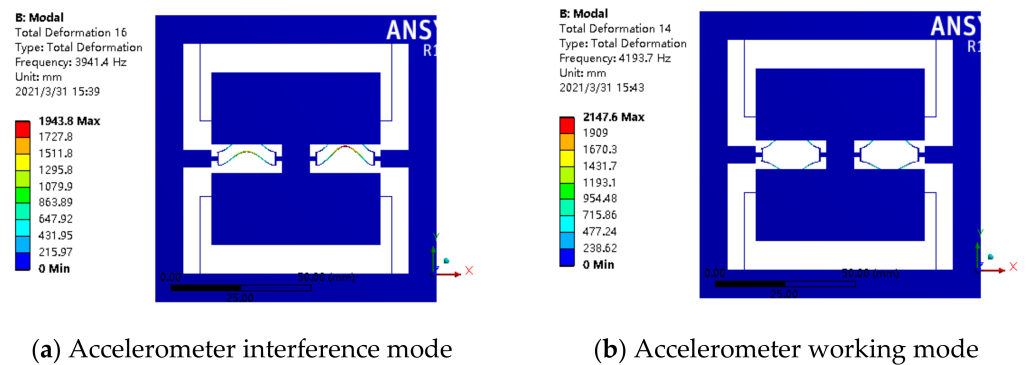 B: Modal
Total Deformation 16
Type: Total Deformation
Frequency: 3941.4 Hz
Unit: mm
2021/3/31 15:39
1943.8 Max
1727.8
1511.8
1295.8
1079.9
863.89
647.92
431.95
215.97
0 Min
ANSY
R1
0.00
50.00 (mm)
25.00
Y
X
(a) Accelerometer interference mode
B: Modal
Total Deformation 14
Type: Total Deformation
Frequency: 4193.7 Hz
Unit: mm
2021/3/31 15:43
2147.6 Max
1909
1670.3
1431.7
1193.1
954.48
715.86
477.24
238.62
0 Min
ANSY
R1
0.00
50.00 (mm)
25.00
Y
X
(b) Accelerometer working mode